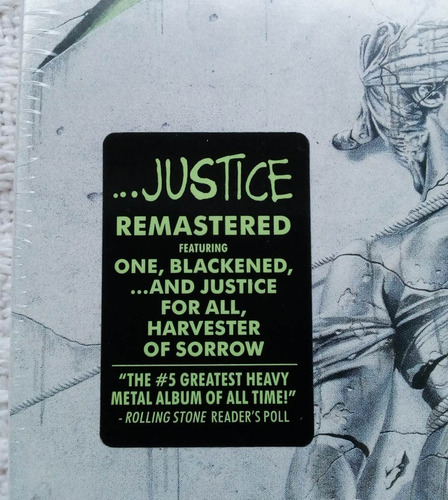 ...JUSTICE
REMASTERED
FEATURING
ONE, BLACKENED,
...AND JUSTICE
FOR ALL,
HARVESTER
OF SORROW
“THE #5 GREATEST HEAVY
METAL ALBUM OF ALL TIME!”
- ROLLING STONE READER’S POLL